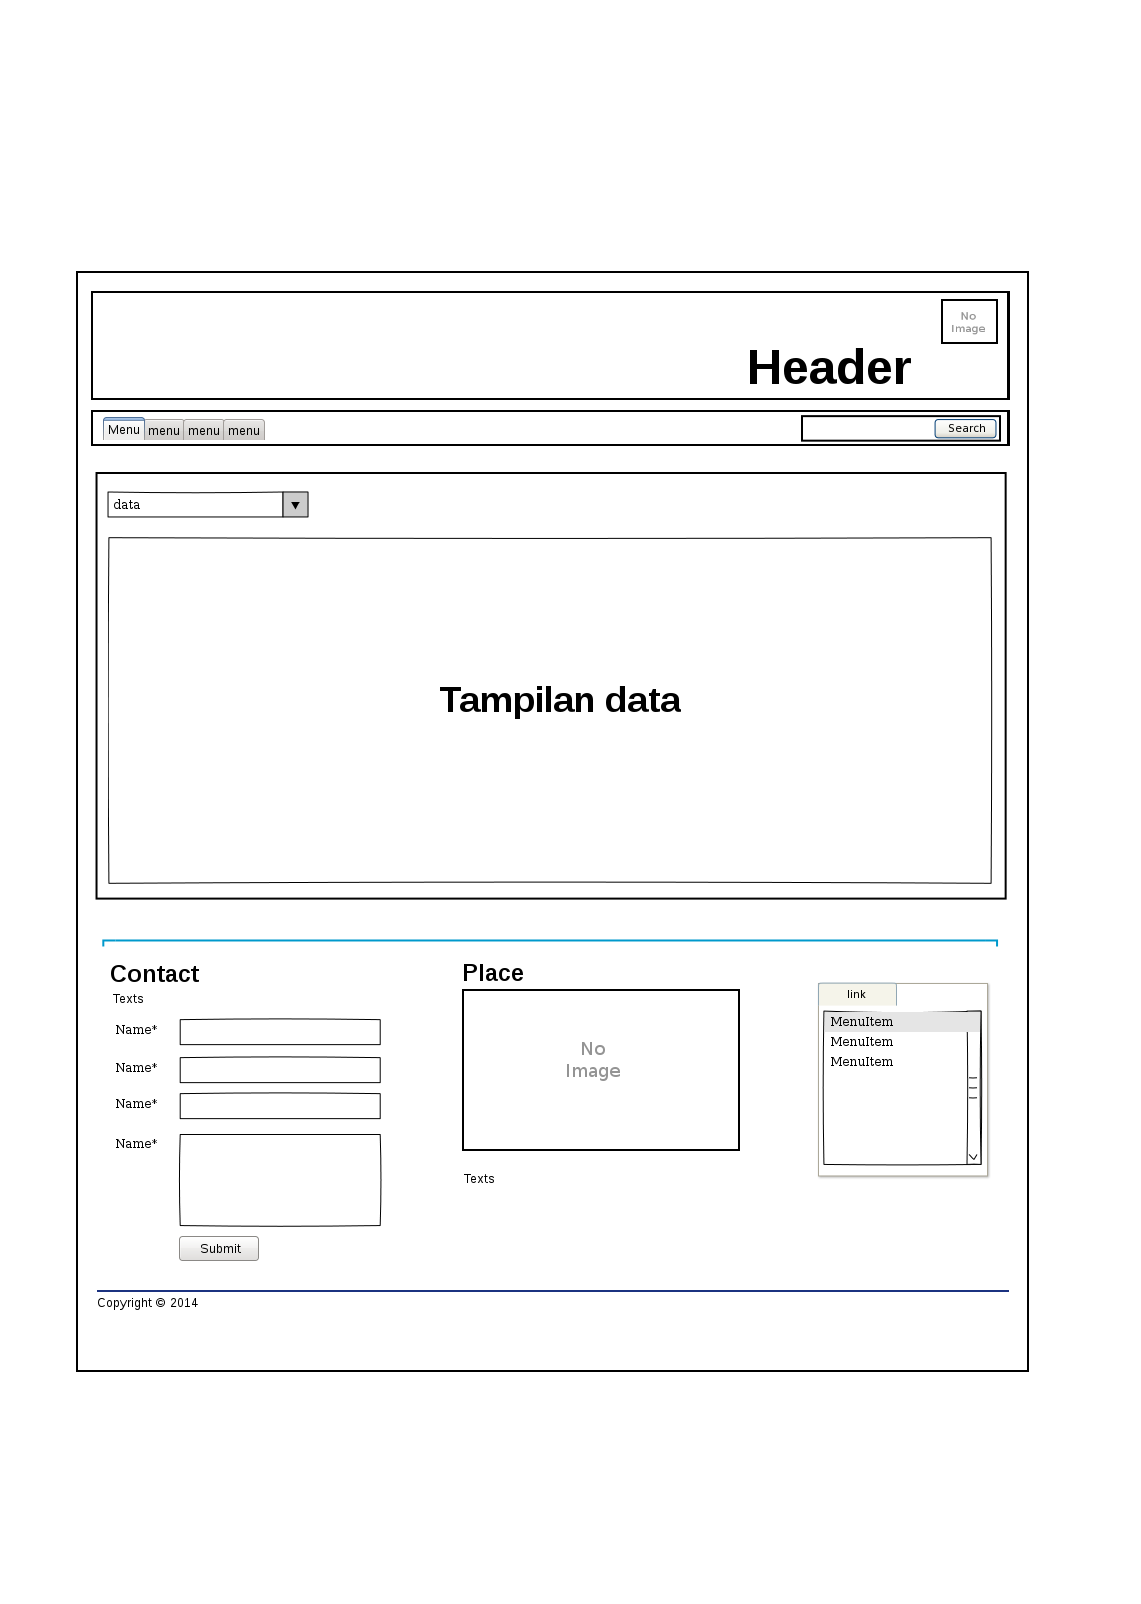 No
Image
Header
Menu menu menu menu
Search
data
Tampilan data
Contact
Texts
Name*
Name*
Name*
Name*
Submit
Place
No
Image
Texts
link
MenuItem
MenuItem
MenuItem
Copyright © 2014